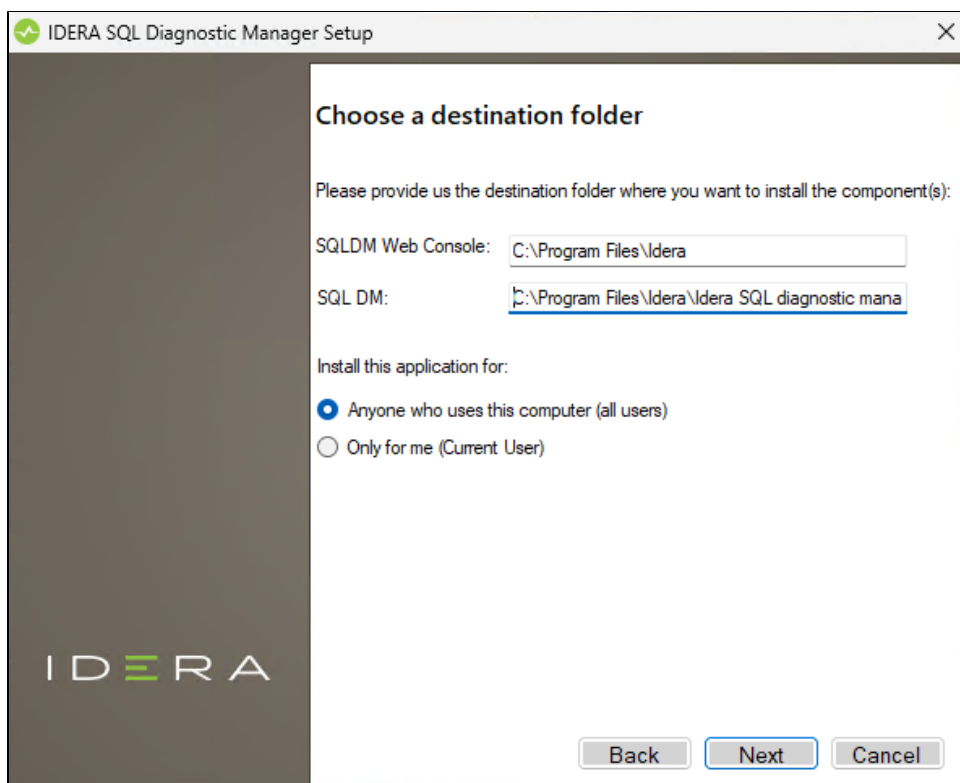 IDERA SQL Diagnostic Manager Setup
Choose a destination folder
Please provide us the destination folder where you want to install the component(s):
SQLDM Web Console: C:\Program Files\Idera
SQL DM: C:\Program Files\Idera\Idera SQL diagnostic mana
Install this application for:
Anyone who uses this computer (all users)
Only for me (Current User)
IDERA
Back Next Cancel